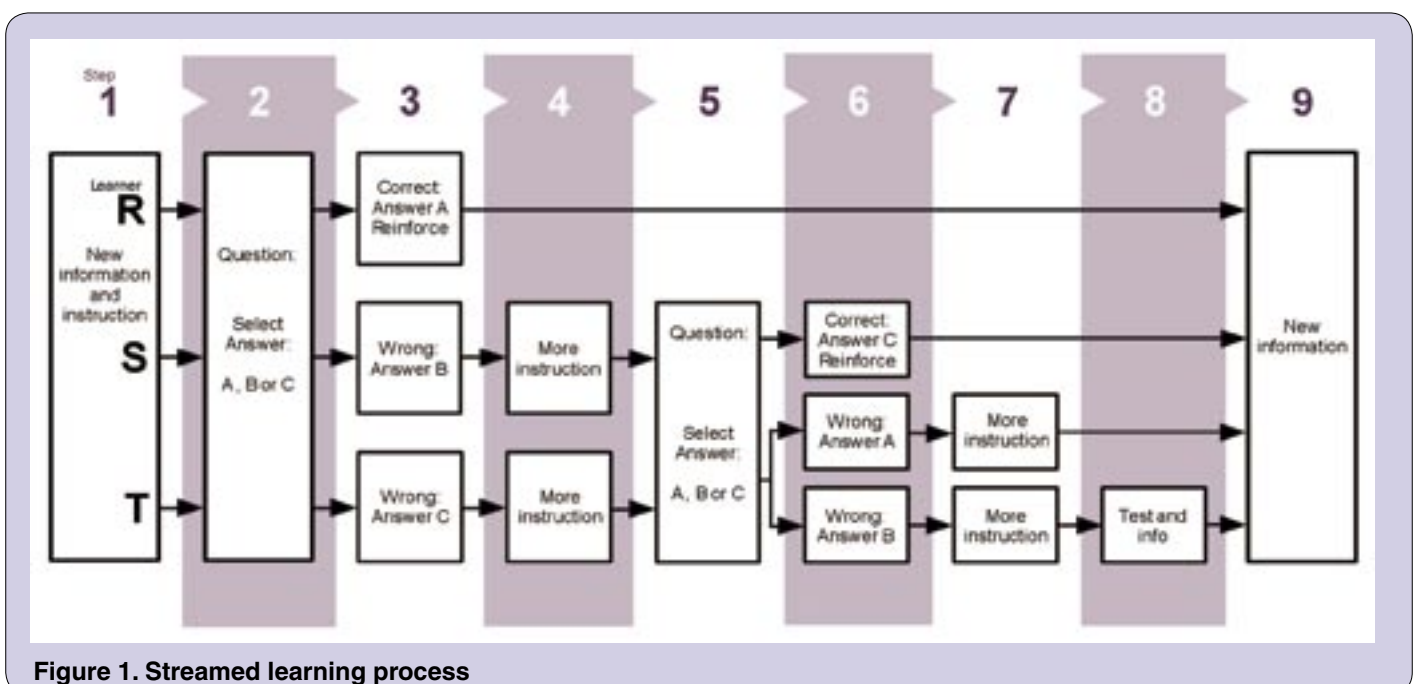 Step
1
2
3
4
5
6
7
8
9
Learner
R
New
information
and
instruction
S
T
Question:
Select
Answer:
A, B or C
Correct:
Answer A
Reinforce
Wrong:
Answer B
Wrong:
Answer C
More
instruction
More
instruction
Question:
Select
Answer:
A, B or C
Correct:
Answer C
Reinforce
Wrong:
Answer A
Wrong:
Answer B
More
instruction
More
instruction
Test and
info
New
information
Figure 1. Streamed learning process